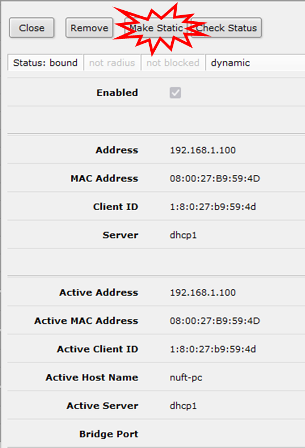 Close Remove Make Static Check Status
Status: bound not radius not blocked dynamic
Enabled
Address 192.168.1.100
MAC Address 08:00:27:B9:59:4D
Client ID 1:8:0:27:b9:59:4d
Server dhcp1
Active Address 192.168.1.100
Active MAC Address 08:00:27:B9:59:4D
Active Client ID 1:8:0:27:b9:59:4d
Active Host Name nuft-pc
Active Server dhcp1
Bridge Port